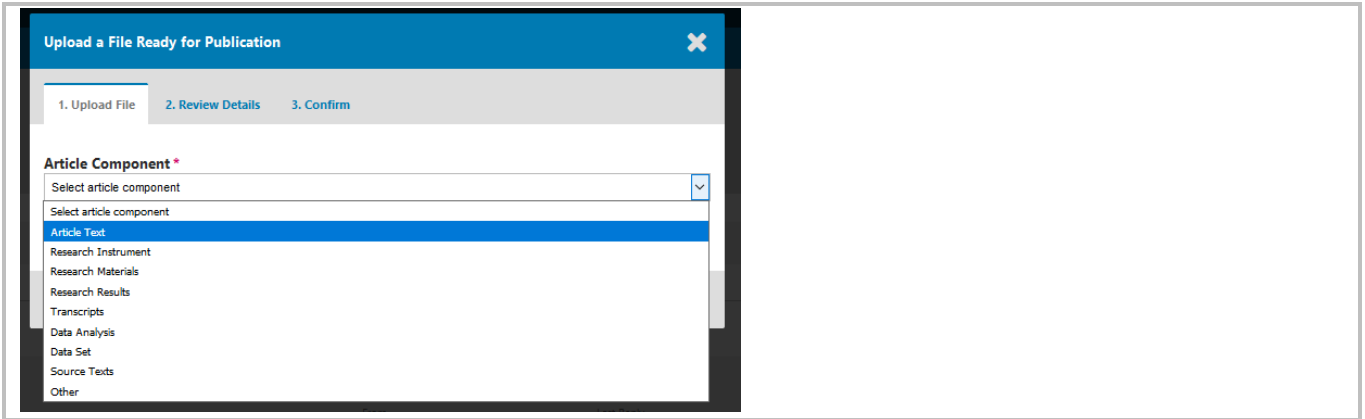 Upload a File Ready for Publication
1. Upload File 2. Review Details 3. Confirm
Article Component *
Select article component
Select article component
Article Text
Research Instrument
Research Materials
Research Results
Transcripts
Data Analysis
Data Set
Source Texts
Other